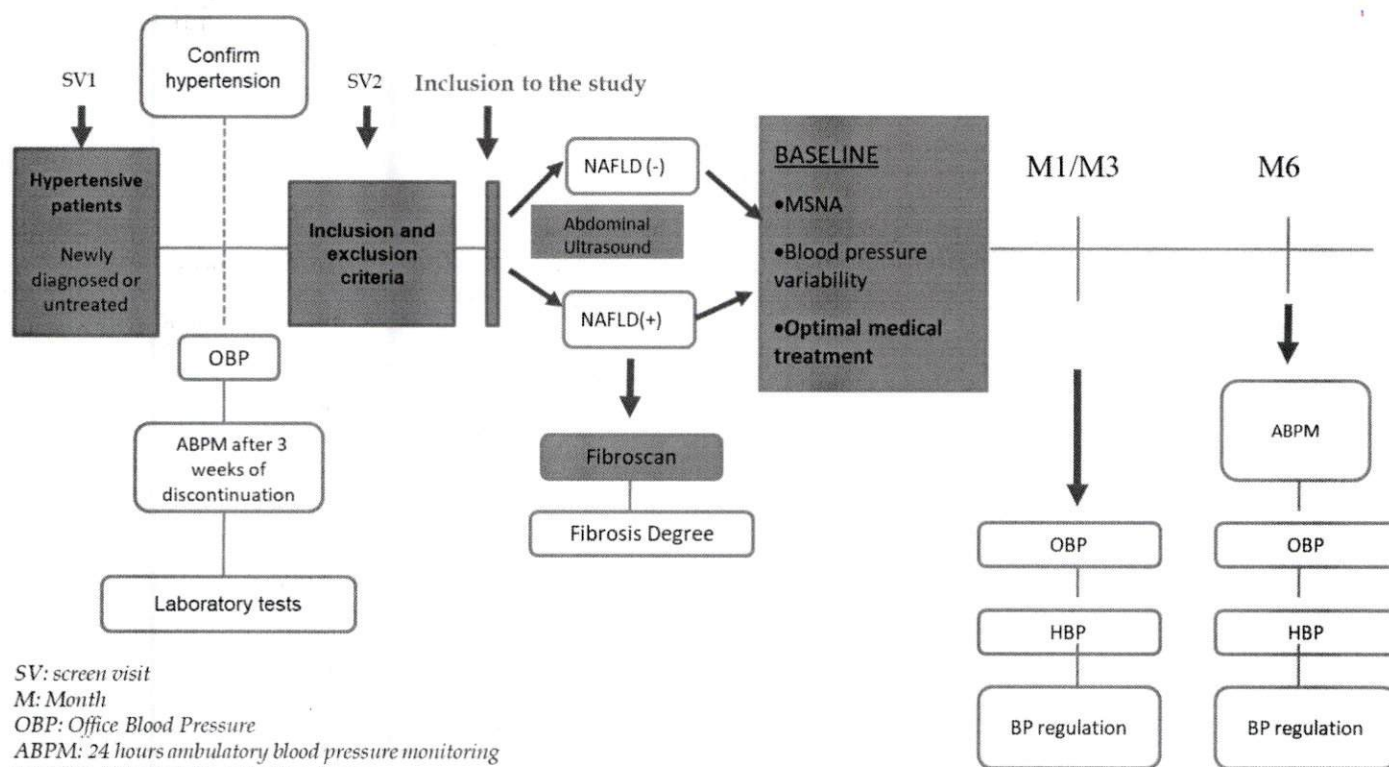 SV1
Confirm
hypertension
SV2
Inclusion to the study
Hypertensive
patients
Newly
diagnosed or
untreated
Inclusion and
exclusion
criteria
NAFLD (-)
Abdominal
Ultrasound
NAFLD(+)
BASELINE
•MSNA
•Blood pressure
variability
•Optimal medical
treatment
M1/M3
M6
OBP
ABPM after 3
weeks of
discontinuation
Laboratory tests
Fibroscan
Fibrosis Degree
OBP
HBP
BP regulation
ABPM
OBP
HBP
BP regulation
SV: screen visit
M: Month
OBP: Office Blood Pressure
ABPM: 24 hours ambulatory blood pressure monitoring